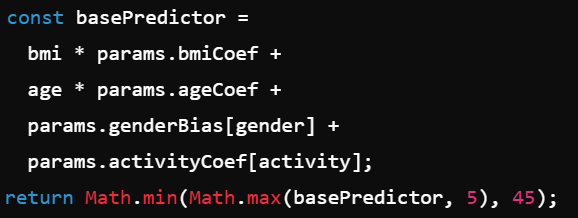 const basePredictor =
bmi * params.bmiCoef +
age * params.ageCoef +
params.genderBias[gender] +
params.activityCoef[activity];
return Math.min(Math.max(basePredictor, 5), 45);